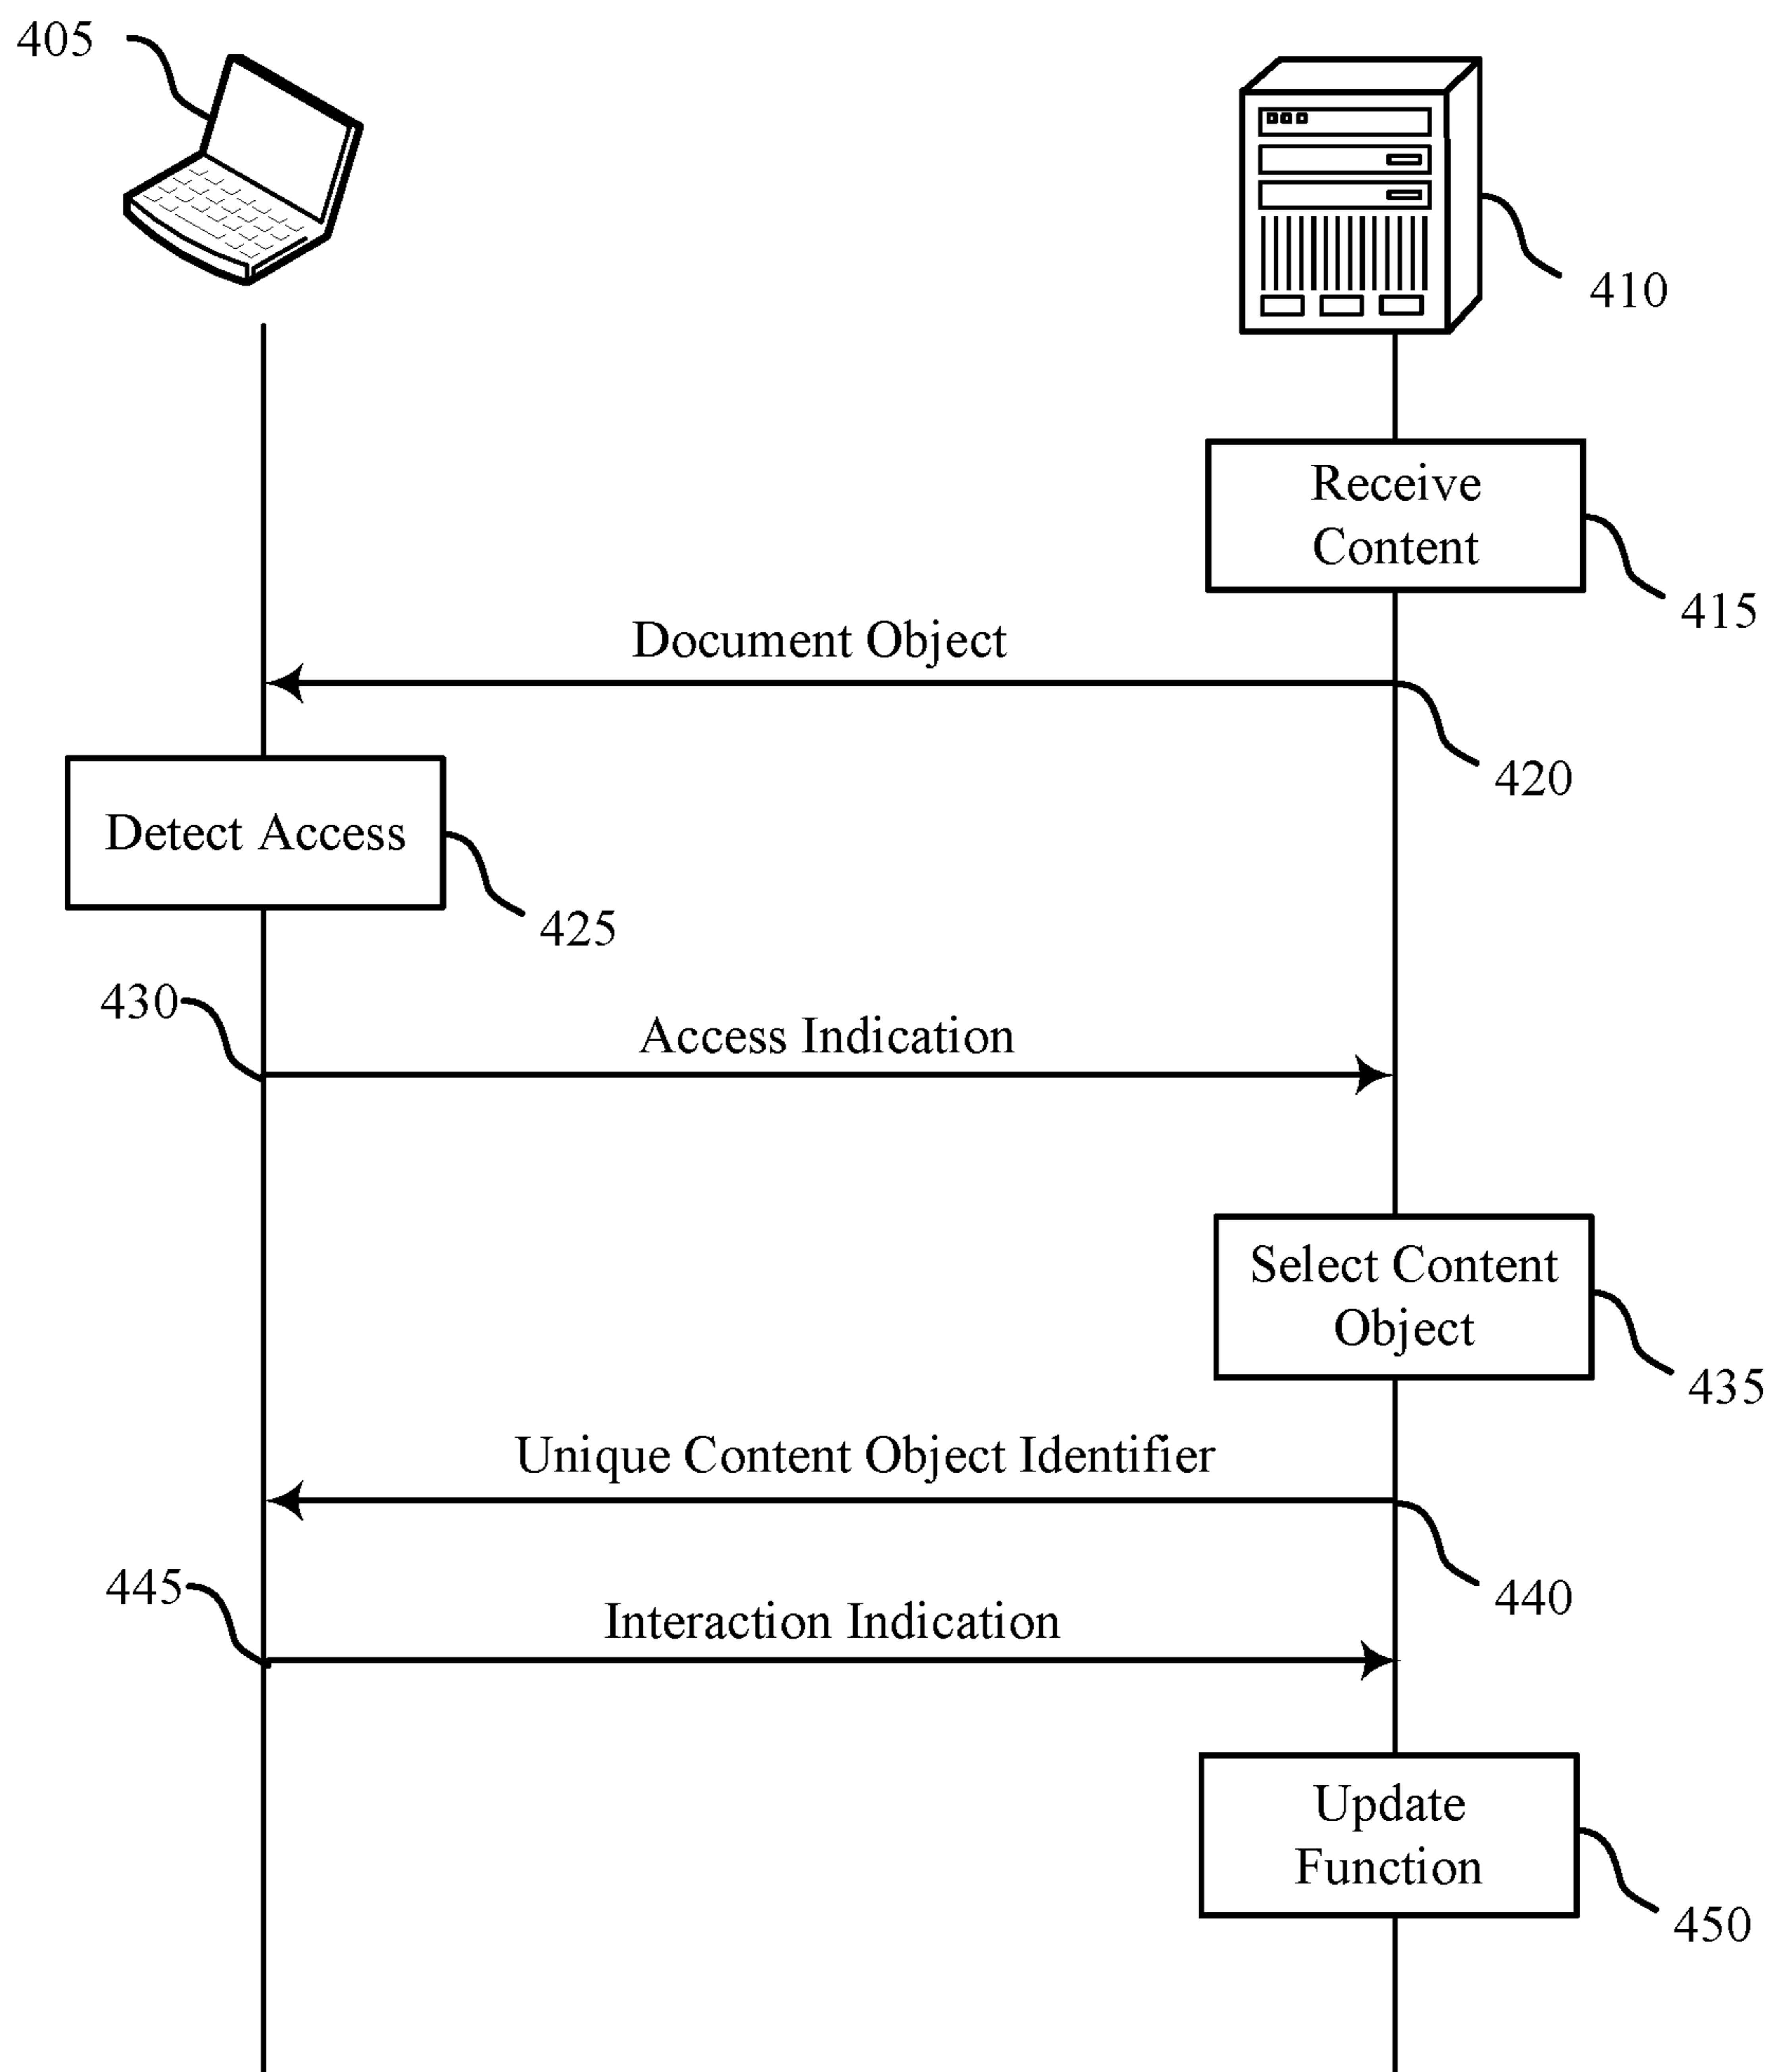 405
410
Receive
Content
415
Document Object
420
Detect Access
425
430
Access Indication
Select Content
Object
435
Unique Content Object Identifier
440
445
Interaction Indication
Update
Function
450